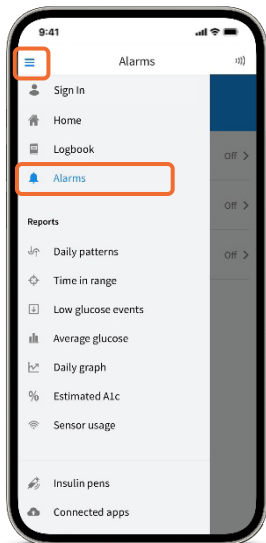 9:41
Alarms
Sign In
Home
Logbook
Off
Alarms
Off
Reports
Daily patterns
Off
Time in range
Low glucose events
Average glucose
Daily graph
% Estimated A1c
Sensor usage
Insulin pens
Connected apps